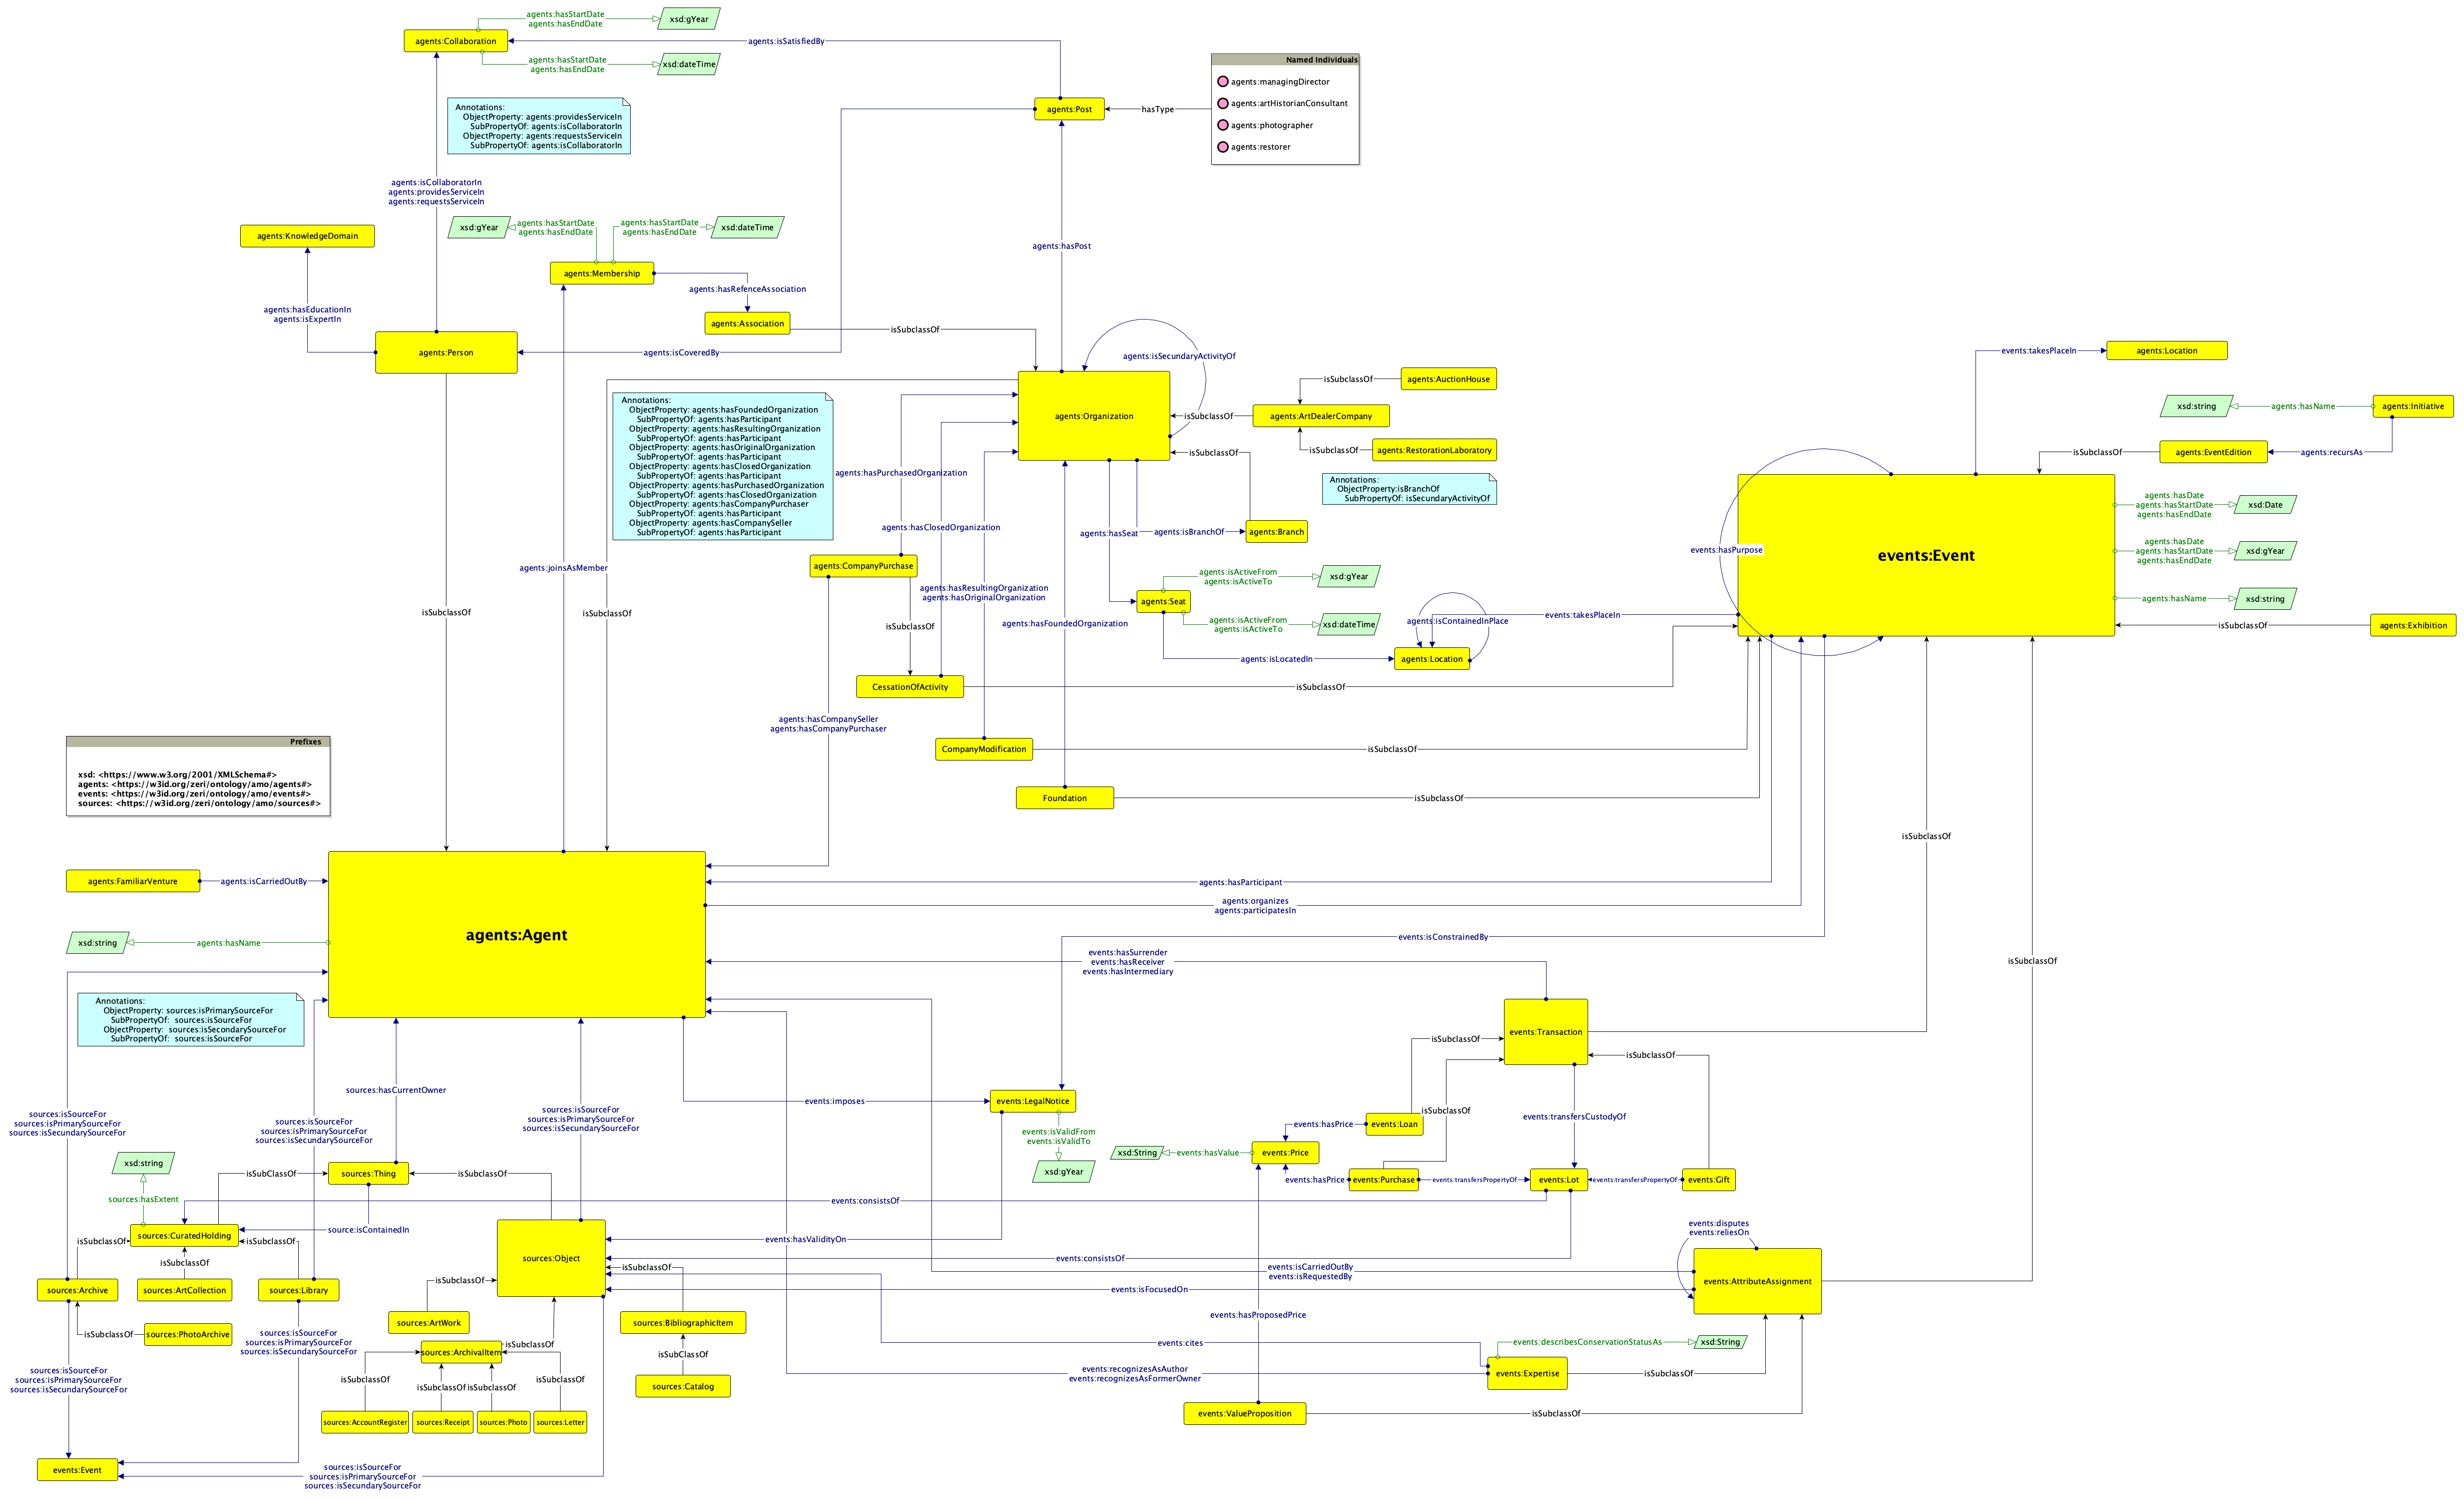 agents:hasStartDate
agents:hasEndDate
xsd:gYear
agents:Collaboration
agents:isSatisfiedBy
agents:hasStartDate
agents:hasEndDate
xsd:dateTime
Named Individuals
agents:managingDirector
agents:artHistorianConsultant
agents:photographer
agents:restorer
agents:Post
hasType
Annotations:
ObjectProperty: agents:providesServiceIn
SubPropertyOf: agents:isCollaboratorIn
ObjectProperty: agents:requestsServiceIn
SubPropertyOf: agents:isCollaboratorIn
agents:isCollaboratorIn
agents:providesServiceIn
agents:requestsServiceIn
agents:KnowledgeDomain
xsd:gYear
agents:hasStartDate
agents:hasEndDate
agents:hasStartDate
agents:hasEndDate
xsd:dateTime
agents:hasPost
agents:Membership
agents:hasRefenceAssociation
agents:hasEducationIn
agents:isExpertIn
agents:Association
isSubclassOf
agents:Person
agents:isCoveredBy
agents:isSecundaryActivityOf
events:takesPlaceIn
agents:Location
isSubclassOf
agents:AuctionHouse
Annotations:
ObjectProperty: agents:hasFoundedOrganization
SubPropertyOf: agents:hasParticipant
ObjectProperty: agents:hasResultingOrganization
SubPropertyOf: agents:hasParticipant
ObjectProperty: agents:hasOriginalOrganization
SubPropertyOf: agents:hasParticipant
ObjectProperty: agents:hasClosedOrganization
SubPropertyOf: agents:hasParticipant
ObjectProperty: agents:hasPurchasedOrganization
SubPropertyOf: agents:hasClosedOrganization
ObjectProperty: agents:hasCompanyPurchaser
SubPropertyOf: agents:hasParticipant
ObjectProperty: agents:hasCompanySeller
SubPropertyOf: agents:hasParticipant
agents:Organization
isSubclassOf
agents:ArtDealerCompany
xsd:string
agents:hasName
agents:Initiative
isSubclassOf
isSubclassOf
agents:RestorationLaboratory
isSubclassOf
agents:EventEdition
agents:recursAs
agents:hasPurchasedOrganization
Annotations:
ObjectProperty:isBranchOf
SubPropertyOf: isSecundaryActivityOf
agents:hasDate
agents:hasStartDate
agents:hasEndDate
xsd:Date
agents:hasClosedOrganization
agents:hasSeat
agents:isBranchOf
agents:Branch
events:hasPurpose
events:Event
agents:hasDate
agents:hasStartDate
agents:hasEndDate
xsd:gYear
agents:joinsAsMember
agents:CompanyPurchase
agents:isActiveFrom
agents:isActiveTo
xsd:gYear
agents:hasResultingOrganization
agents:hasOriginalOrganization
agents:Seat
agents:hasName
xsd:string
isSubclassOf
isSubclassOf
isSubclassOf
agents:hasFoundedOrganization
agents:isActiveFrom
agents:isActiveTo
xsd:dateTime
agents:isContainedInPlace
events:takesPlaceIn
isSubclassOf
agents:Exhibition
agents:isLocatedIn
agents:Location
CessationOfActivity
isSubclassOf
agents:hasCompanySeller
agents:hasCompanyPurchaser
Prefixes
CompanyModification
isSubclassOf
xsd: <https://www.w3.org/2001/XMLSchema#>
agents: <https://w3id.org/zeri/ontology/amo/agents#>
events: <https://w3id.org/zeri/ontology/amo/events#>
sources: <https://w3id.org/zeri/ontology/amo/sources#>
Foundation
isSubclassOf
isSubclassOf
agents:FamiliarVenture
agents:isCarriedOutBy
agents:hasParticipant
agents:organizes
agents:participatesIn
agents:Agent
xsd:string
agents:hasName
events:isConstrainedBy
events:hasSurrender
events:hasReceiver
events:hasIntermediary
isSubclassOf
Annotations:
ObjectProperty: sources:isPrimarySourceFor
SubPropertyOf:  sources:isSourceFor
ObjectProperty:  sources:isSecondarySourceFor
SubPropertyOf:  sources:isSourceFor
events:Transaction
isSubclassOf
isSubclassOf
sources:hasCurrentOwner
events:imposes
events:LegalNotice
sources:isSourceFor
sources:isPrimarySourceFor
sources:isSecundarySourceFor
sources:isSourceFor
sources:isPrimarySourceFor
sources:isSecundarySourceFor
sources:isSourceFor
sources:isPrimarySourceFor
sources:isSecundarySourceFor
isSubclassOf
events:transfersCustodyOf
events:hasPrice
events:Loan
events:isValidFrom
events:isValidTo
xsd:String
events:hasValue
events:Price
xsd:string
isSubClassOf
sources:Thing
isSubclassOf
xsd:gYear
events:hasPrice
events:Purchase
events:transfersPropertyOf
events:Lot
events:transfersPropertyOf
events:Gift
sources:hasExtent
events:consistsOf
source:isContainedIn
sources:CuratedHolding
isSubclassOf
isSubclassOf
isSubclassOf
events:hasValidityOn
events:disputes
events:reliesOn
sources:Object
events:consistsOf
isSubclassOf
events:isCarriedOutBy
events:isRequestedBy
events:AttributeAssignment
sources:Archive
sources:ArtCollection
sources:Library
isSubclassOf
events:isFocusedOn
events:hasProposedPrice
sources:ArtWork
sources:BibliographicItem
isSubclassOf
sources:PhotoArchive
sources:isSourceFor
sources:isPrimarySourceFor
sources:isSecundarySourceFor
isSubclassOf
sources:ArchivalItem
isSubClassOf
events:cites
events:describesConservationStatusAs
xsd:String
sources:isSourceFor
sources:isPrimarySourceFor
sources:isSecundarySourceFor
isSubclassOf
isSubclassOf
isSubclassOf
isSubclassOf
sources:Catalog
events:recognizesAsAuthor
events:recognizesAsFormerOwner
events:Expertise
isSubclassOf
sources:AccountRegister
sources:Receipt
sources:Photo
sources:Letter
events:ValueProposition
isSubclassOf
events:Event
sources:isSourceFor
sources:isPrimarySourceFor
sources:isSecundarySourceFor